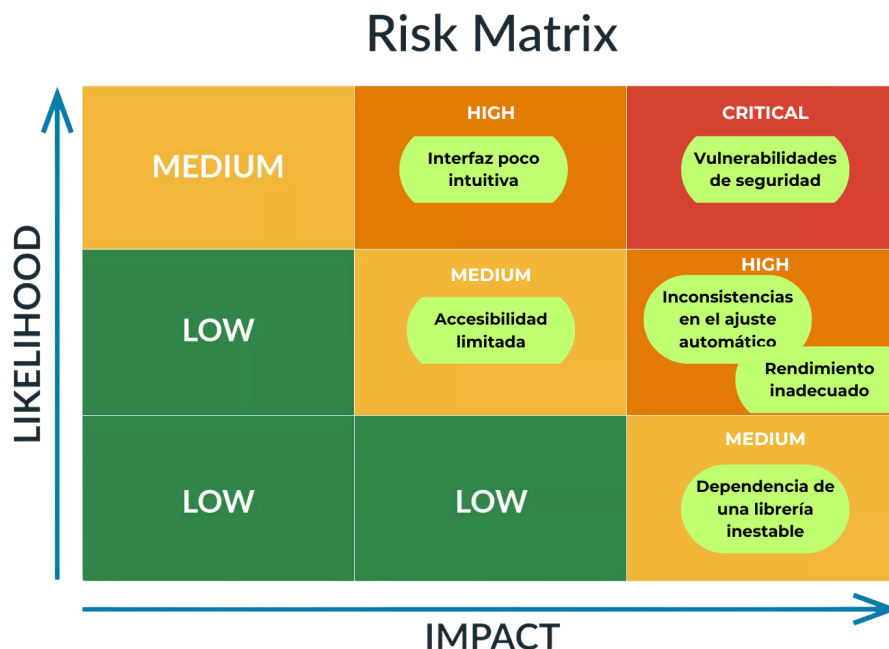 Risk Matrix
LIKELIHOOD
MEDIUM
HIGH
Interfaz poco
intuitiva
CRITICAL
Vulnerabilidades
de seguridad
LOW
MEDIUM
Accesibilidad
limitada
HIGH
Inconsistencias
en el ajuste
automático
Rendimiento
inadecuado
LOW
LOW
MEDIUM
Dependencia de
una librería
inestable
IMPACT